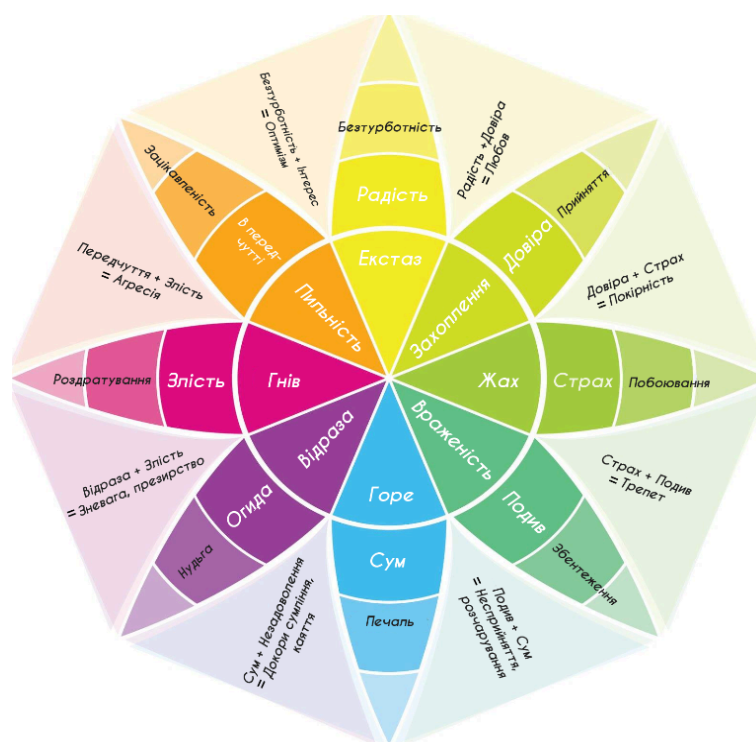 Безтурботність + Інтерес
= Оптимізм
Радість +Довіра
= Любов
Безтурботність
Радість
Екстаз
Зацікавленість
В перед-
чутті
Пильність
Прийняття
Довіра
Захоплення
Передчуття + Злість
= Агресія
Довіра + Страх
= Покірність
Роздратування
Злість
Гнів
Жах
Страх
Побоювання
Відраза
Огида
Нудьга
Враженість
Подив
Збентеження
Горе
Сум
Печаль
Відраза + Злість
= Зневага, презирство
Страх + Подив
= Трепет
Сум + Незадоволення
= Докори сумління,
каяття
Подив + Сум
= Несприйняття,
розчарування